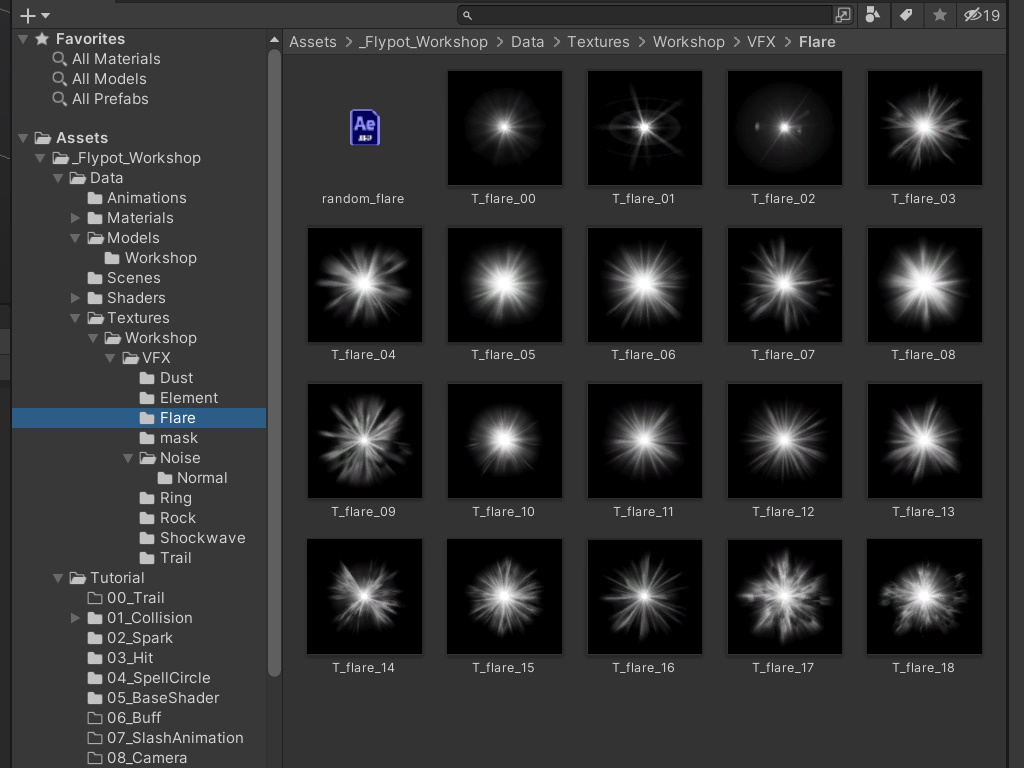 19
Favorites
All Materials
All Models
All Prefabs
Assets
_Flypot_Workshop
Data
Animations
Materials
Models
Workshop
Scenes
Shaders
Textures
Workshop
VFX
Dust
Element
Flare
mask
Noise
Normal
Ring
Rock
Shockwave
Trail
Tutorial
00_Trail
01_Collision
02_Spark
03_Hit
04_SpellCircle
05_BaseShader
06_Buff
07_SlashAnimation
08_Camera
Assets > _Flypot_Workshop > Data > Textures > Workshop > VFX > Flare
Ae
random_flare T_flare_00 T_flare_01 T_flare_02 T_flare_03
T_flare_04 T_flare_05 T_flare_06 T_flare_07 T_flare_08
T_flare_09 T_flare_10 T_flare_11 T_flare_12 T_flare_13
T_flare_14 T_flare_15 T_flare_16 T_flare_17 T_flare_18